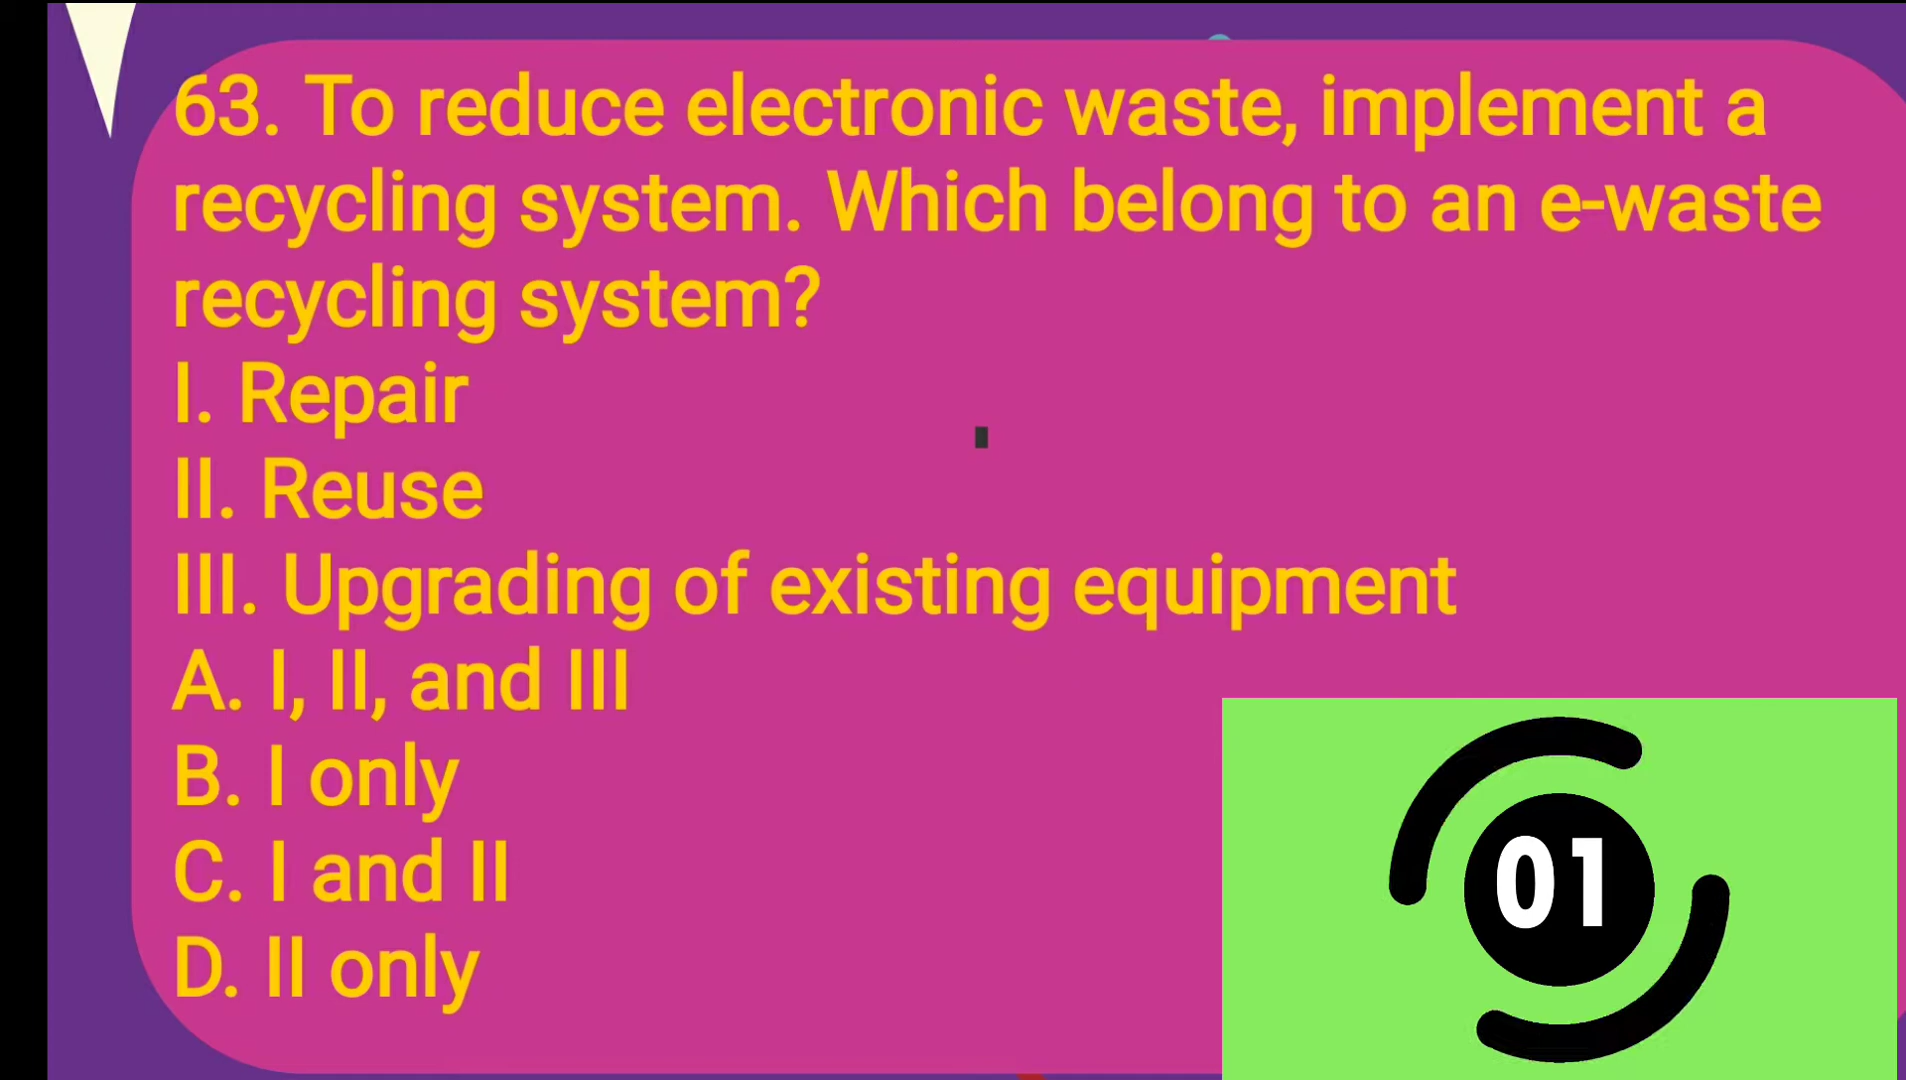 63. To reduce electronic waste, implement a
recycling system. Which belong to an e-waste
recycling system?
I. Repair
II. Reuse
III. Upgrading of existing equipment
A. I, II, and III
B. I only
C. I and II
D. II only
01